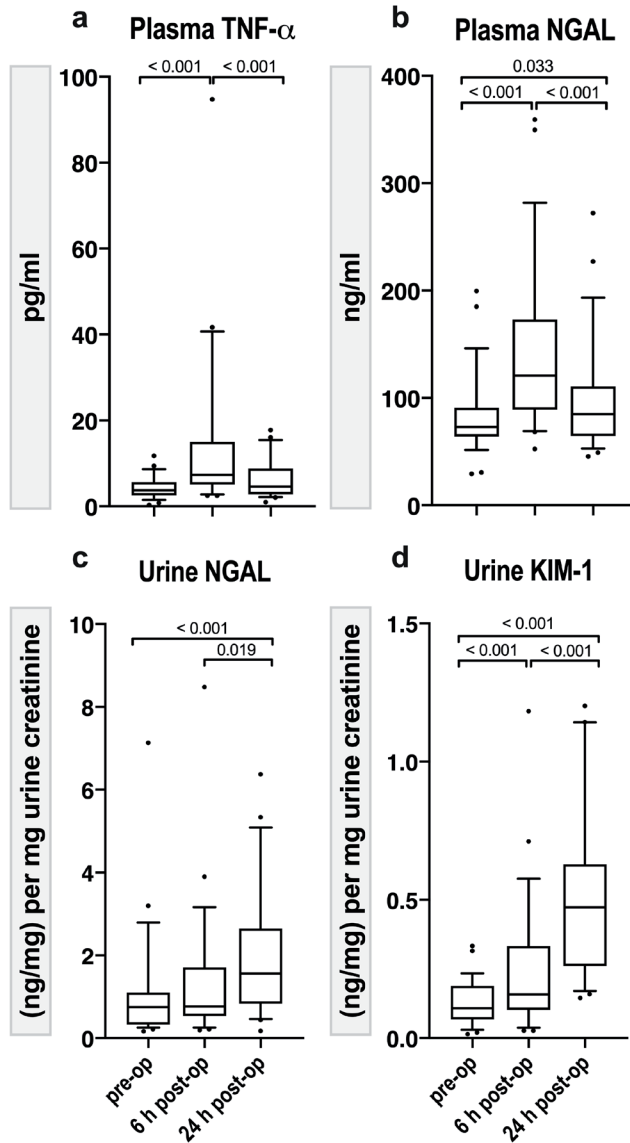 a
Plasma TNF-α
pg/ml
100
80
60
40
20
0
< 0.001
< 0.001
b
Plasma NGAL
ng/ml
400
300
200
100
0
0.033
< 0.001
< 0.001
c
Urine NGAL
(ng/mg) per mg urine creatinine
10
8
6
4
2
0
< 0.001
0.019
pre-op
6 h post-op
24 h post-op
d
Urine KIM-1
(ng/mg) per mg urine creatinine
1.5
1.0
0.5
0.0
< 0.001
< 0.001
< 0.001
pre-op
6 h post-op
24 h post-op